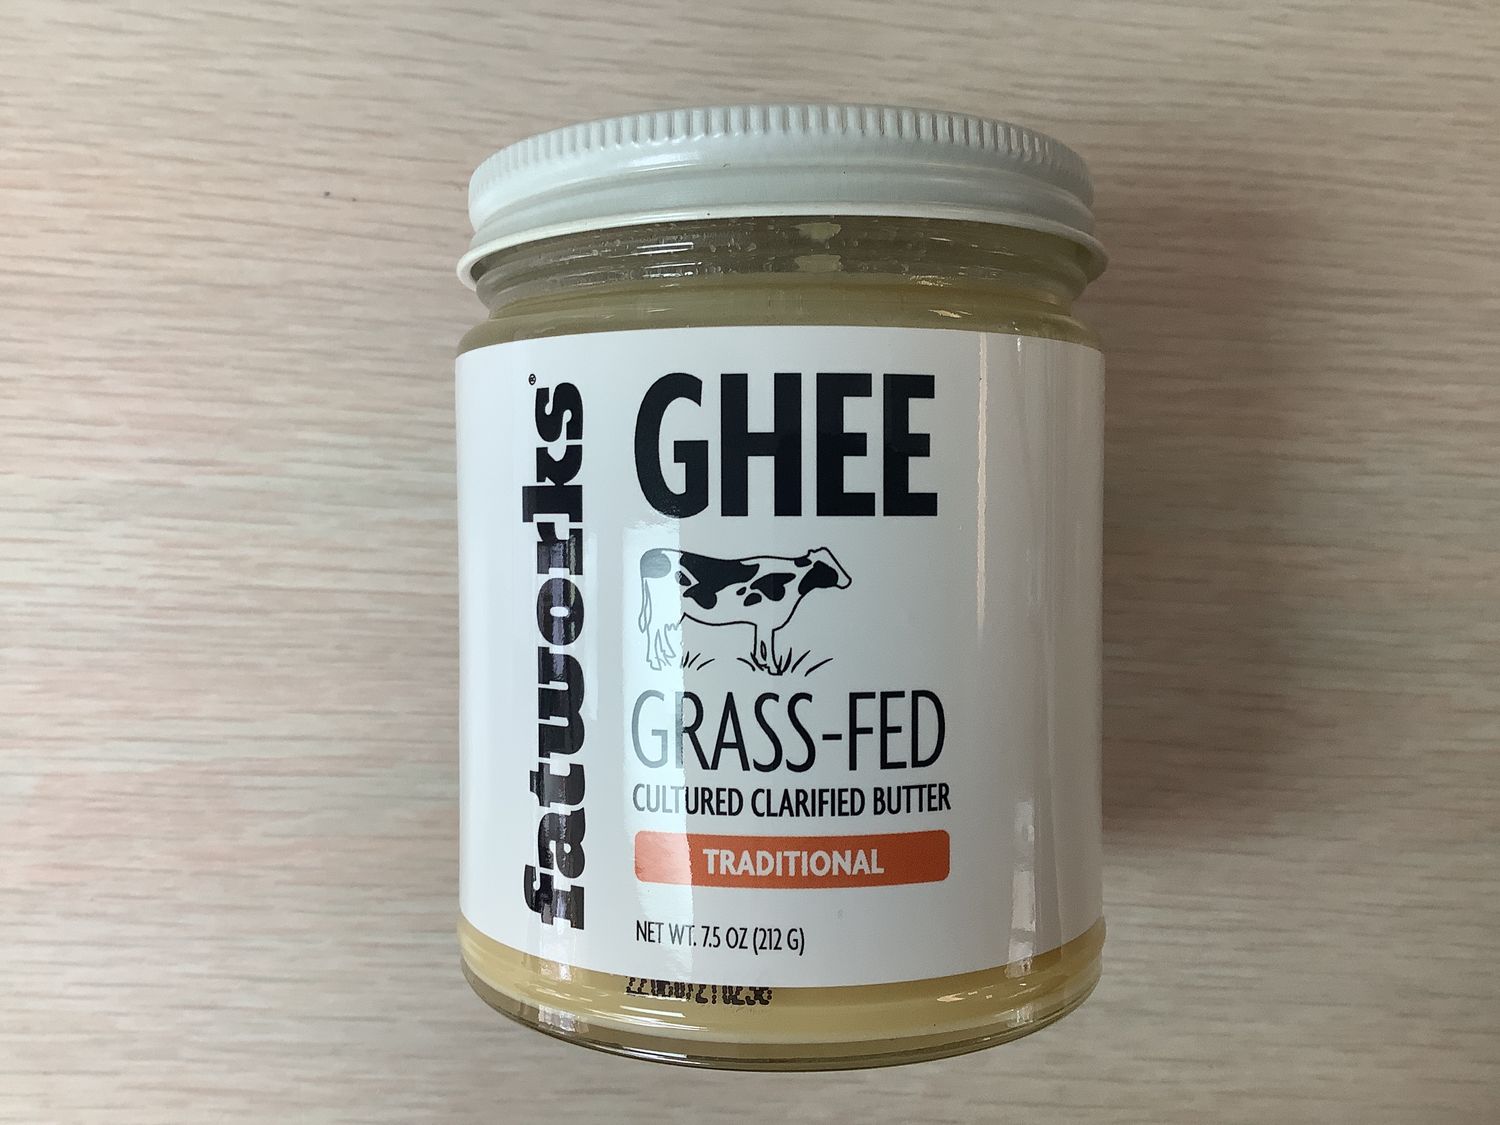 fatworks®
GHEE
GRASS-FED
CULTURED CLARIFIED BUTTER
TRADITIONAL
NET WT. 7.5 OZ (212 G)